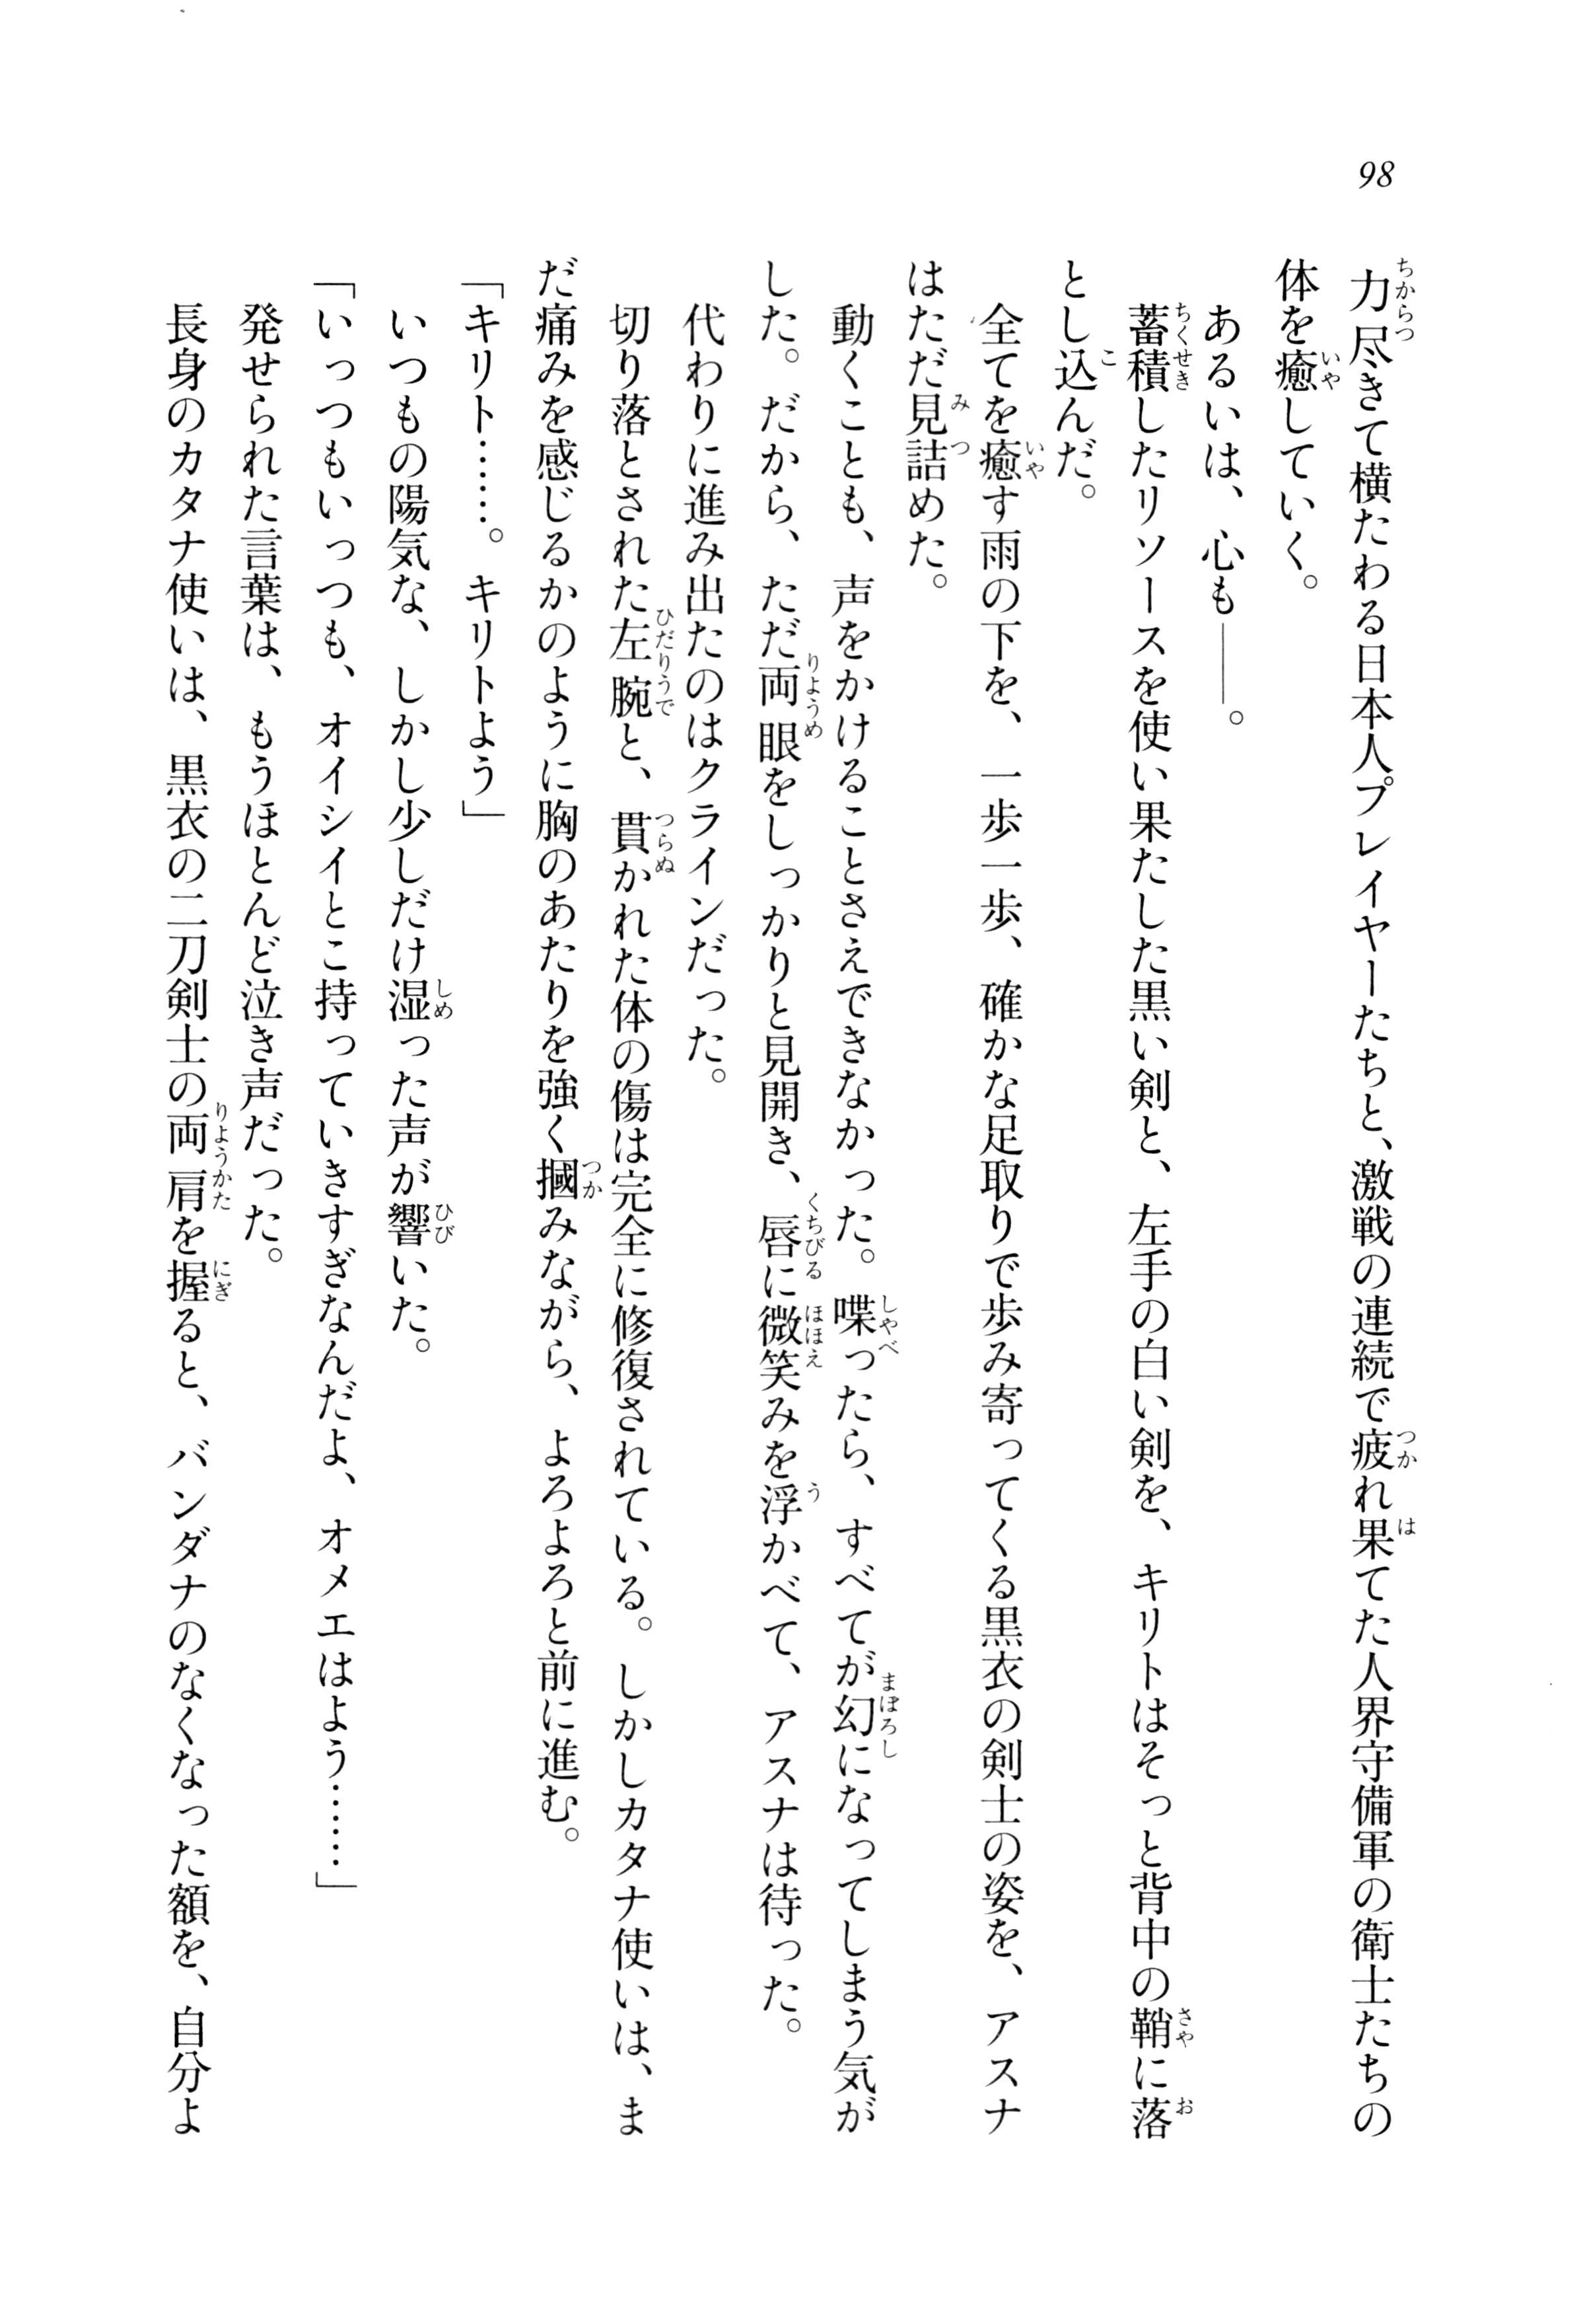 98
力尽きて横たわる日本人プレイヤーたちと、激戦の連続で疲れ果てた人界守備軍の衛士たちの
体を癒していく。
あるいは、心も――。
蓄積したリソースを使い果たした黒い剣と、左手の白い剣を、キリトはそっと背中の鞘に落
とし込んだ。
全てを癒す雨の下を、一歩一歩、確かな足取りで歩み寄ってくる黒衣の剣士の姿を、アスナ
はただ見詰めた。
動くことも、声をかけることさえできなかった。喋ったら、すべてが幻になってしまう気が
した。だから、ただ両眼をしっかりと見開き、唇に微笑みを浮かべて、アスナは待った。
代わりに進み出たのはクラインだった。
切り落とされた左腕と、貫かれた体の傷は完全に修復されている。しかしカタナ使いは、ま
だ痛みを感じるかのように胸のあたりを強く摑みながら、よろよろと前に進む。
「キリト……。キリトよう」
いつもの陽気な、しかし少しだけ湿った声が響いた。
「いっつもいっつも、オイシイとこ持っていきすぎなんだよ、オメエはよう……」
発せられた言葉は、もうほとんど泣き声だった。
長身のカタナ使いは、黒衣の二刀剣士の両肩を握ると、バンダナのなくなった額を、自分よ